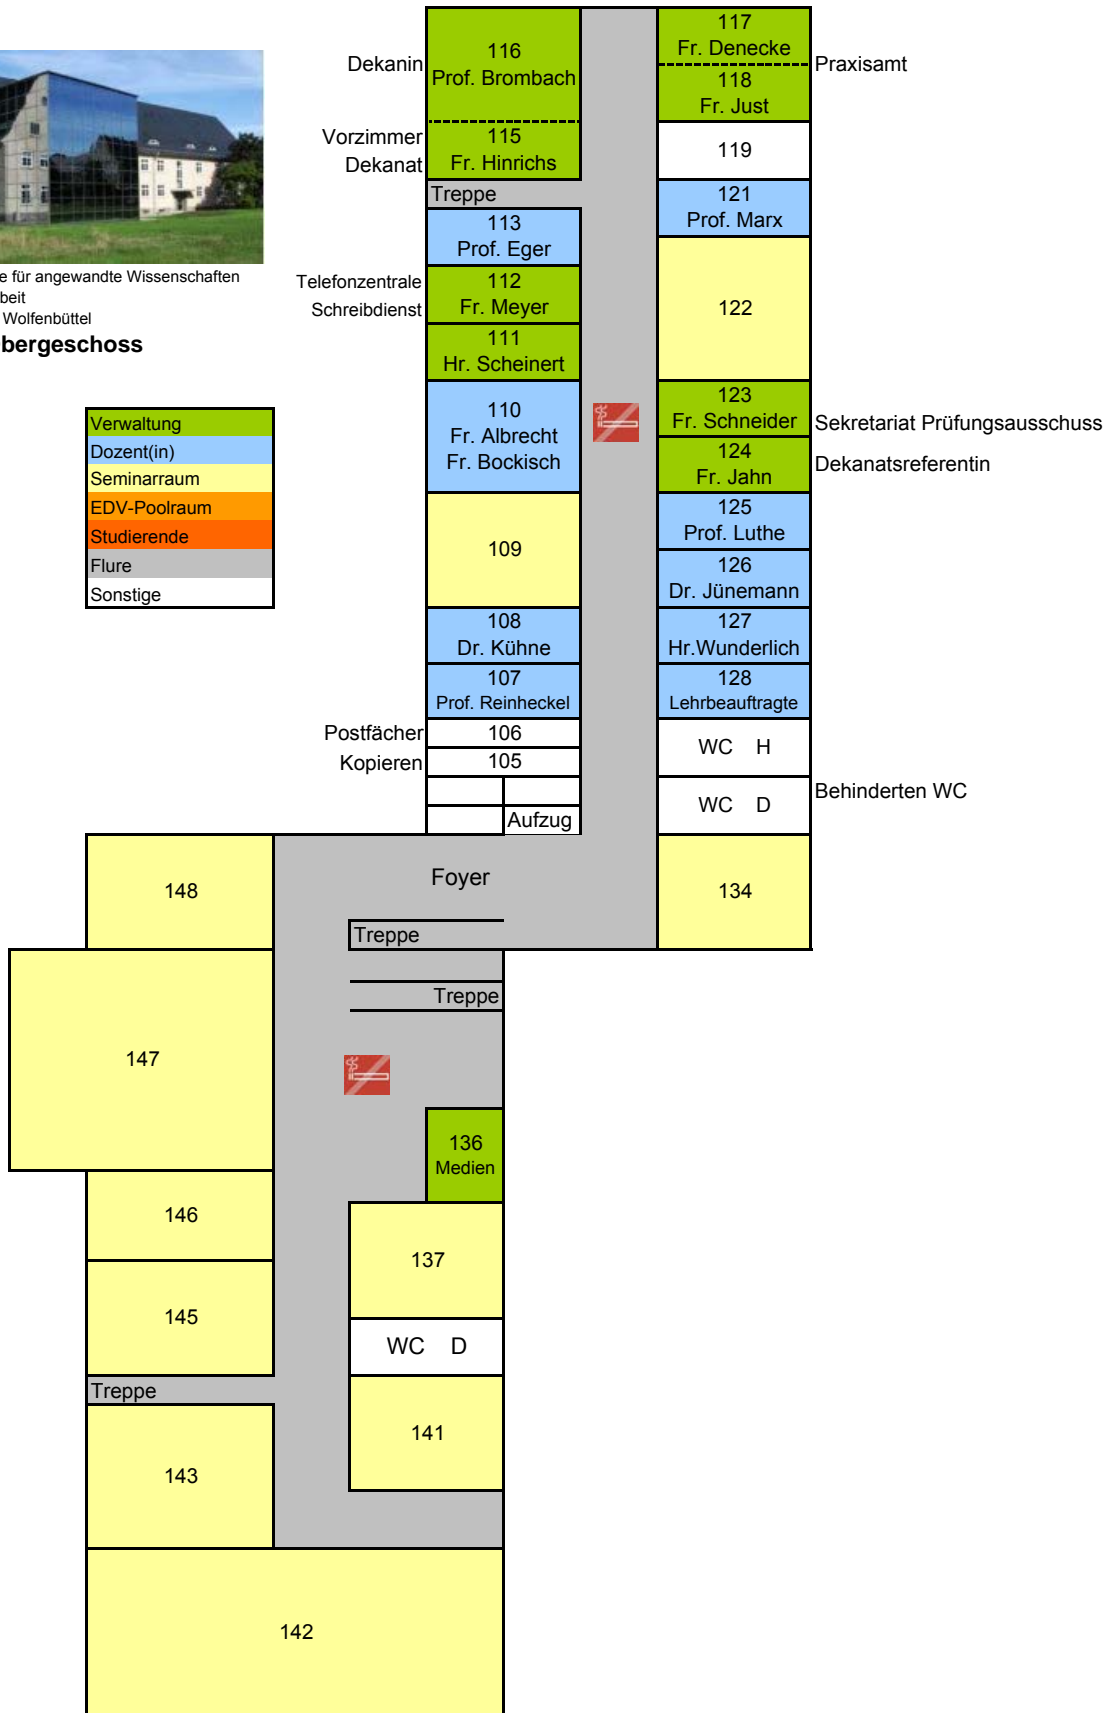 116
Prof. Brombach
Dekanin
115
Fr. Hinrichs
Vorzimmer
Dekanat
Treppe
113
Prof. Eger
112
Fr. Meyer
Telefonzentrale
Schreibdienst
111
Hr. Scheinert
110
Fr. Albrecht
Fr. Bockisch
109
108
Dr. Kühne
107
Prof. Reinheckel
Postfächer
106
Kopieren
105
Aufzug
117
Fr. Denecke
118
Fr. Just
Praxisamt
119
121
Prof. Marx
122
123
Fr. Schneider
Sekretariat Prüfungsausschuss
124
Fr. Jahn
Dekanatsreferentin
125
Prof. Luthe
126
Dr. Jünemann
127
Hr.Wunderlich
128
Lehrbeauftragte
WC H
WC D
Behinderten WC
134
für angewandte Wissenschaften
Wolfenbüttel
Verwaltung
Dozent(in)
Seminarraum
EDV-Poolraum
Studierende
Flure
Sonstige
Foyer
Treppe
Treppe
148
147
146
145
Treppe
143
142
136
Medien
137
WC D
141